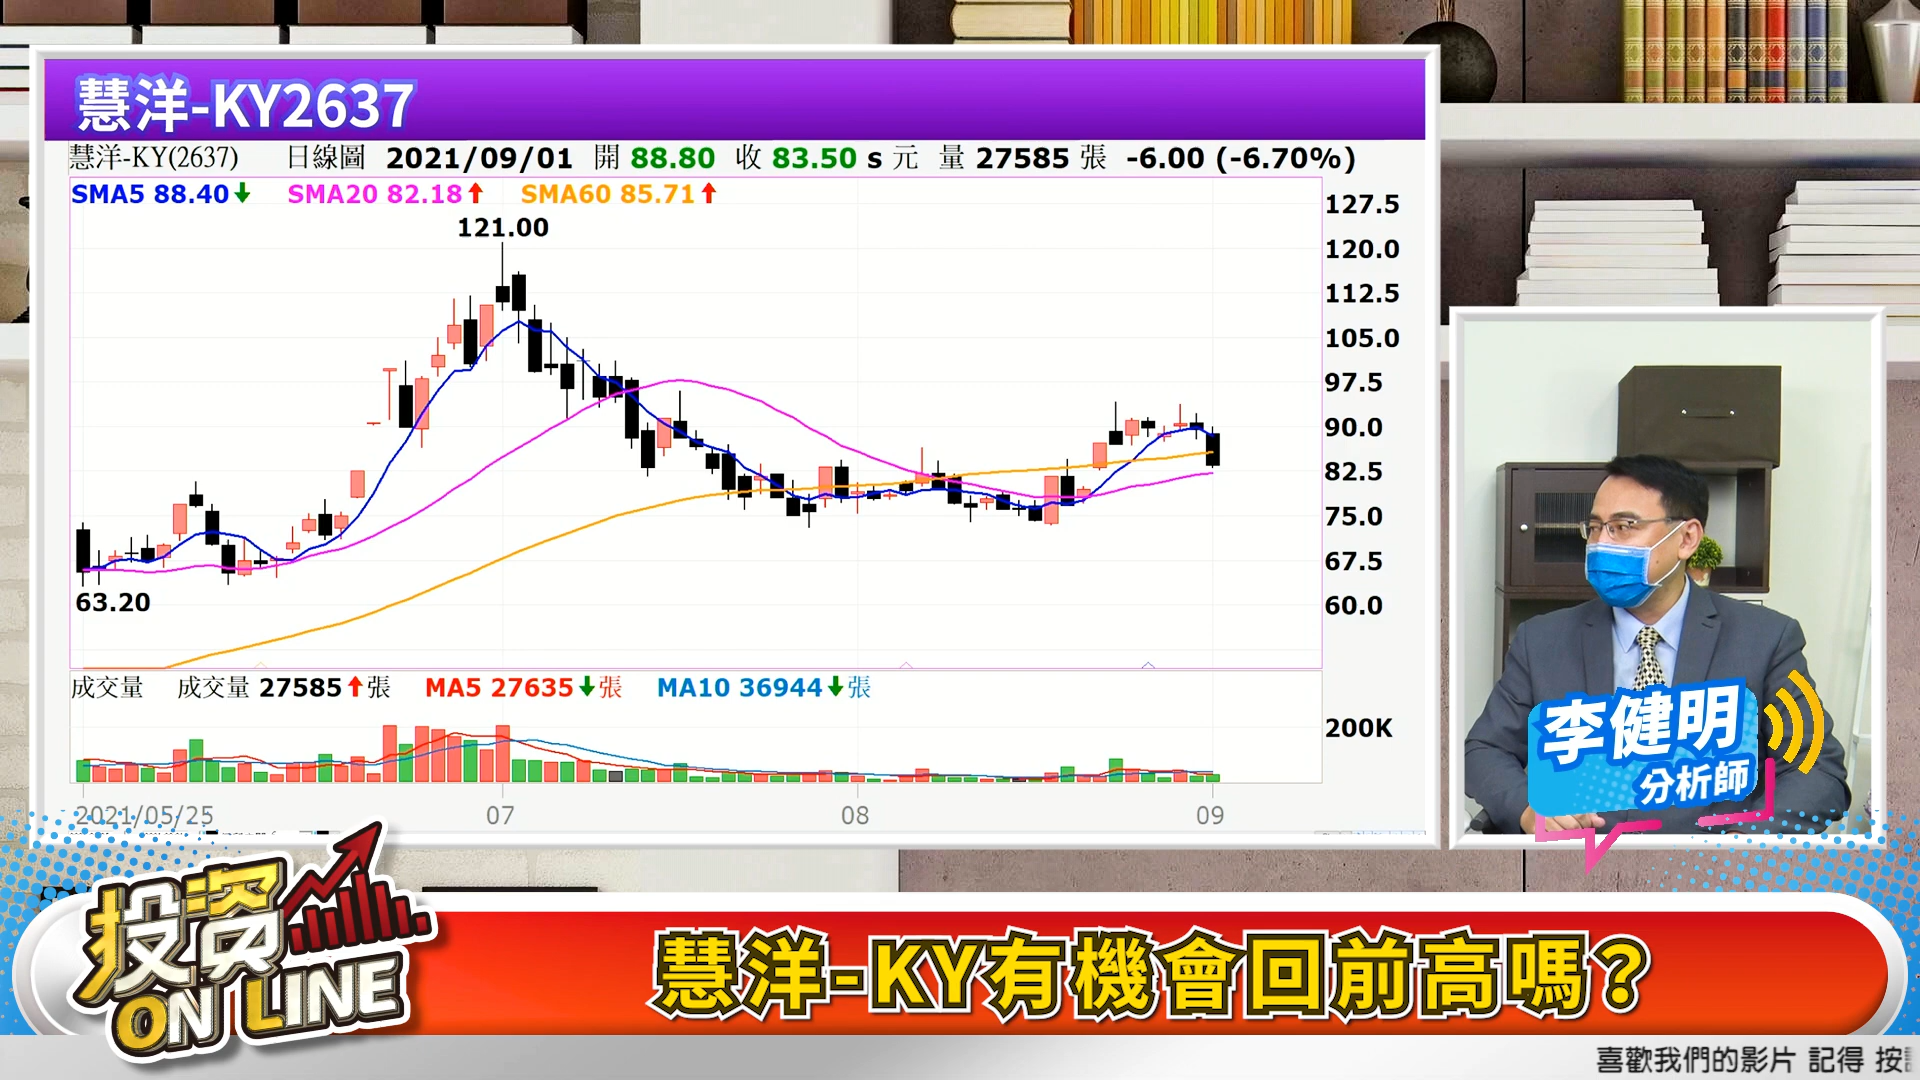 慧洋-KY2637
慧洋-KY(2637) 日線圖 2021/09/01 開 88.80 收 83.50 s 元 量 27585 張 -6.00 (-6.70%)
SMA5 88.40↓ SMA20 82.18↑ SMA60 85.71↑
121.00
63.20
127.5
120.0
112.5
105.0
97.5
90.0
82.5
75.0
67.5
60.0
成交量 成交量 27585↑張 MA5 27635↓張 MA10 36944↓張
200K
2021/05/25 07 08 09
李健明
分析師
投資
ON LINE
慧洋-KY有機會回前高嗎？
喜歡我們的影片 記得 按